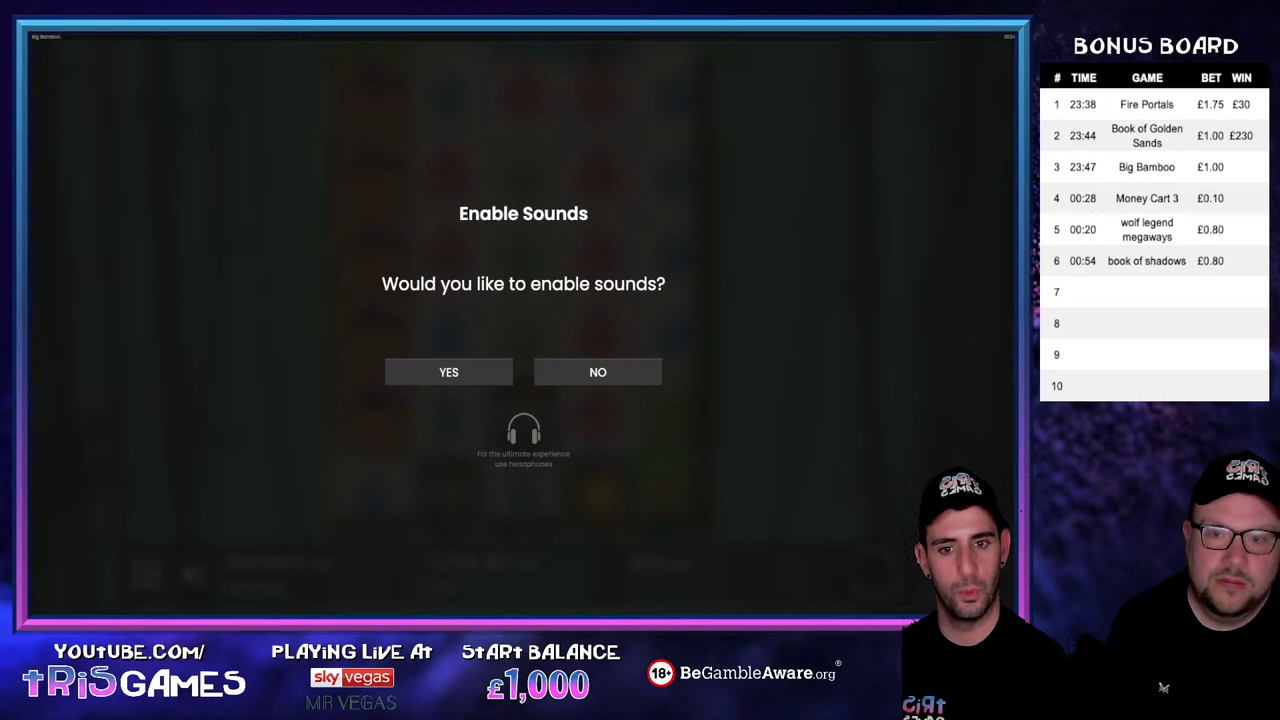 Big Bamboo
Enable Sounds
Would you like to enable sounds?
YES NO
For the ultimate experience
use headphones
BONUS BOARD
# TIME GAME BET WIN
1 23:38 Fire Portals £1.75 £30
2 23:44 Book of Golden Sands £1.00 £230
3 23:47 Big Bamboo £1.00
4 00:28 Money Cart 3 £0.10
5 00:20 wolf legend megaways £0.80
6 00:54 book of shadows £0.80
7
8
9
10
YOUTUBE.COM/
TRISGAMES
PLAYING LIVE AT
sky vegas
MR VEGAS
START BALANCE
£1,000
18+ BeGambleAware.org®